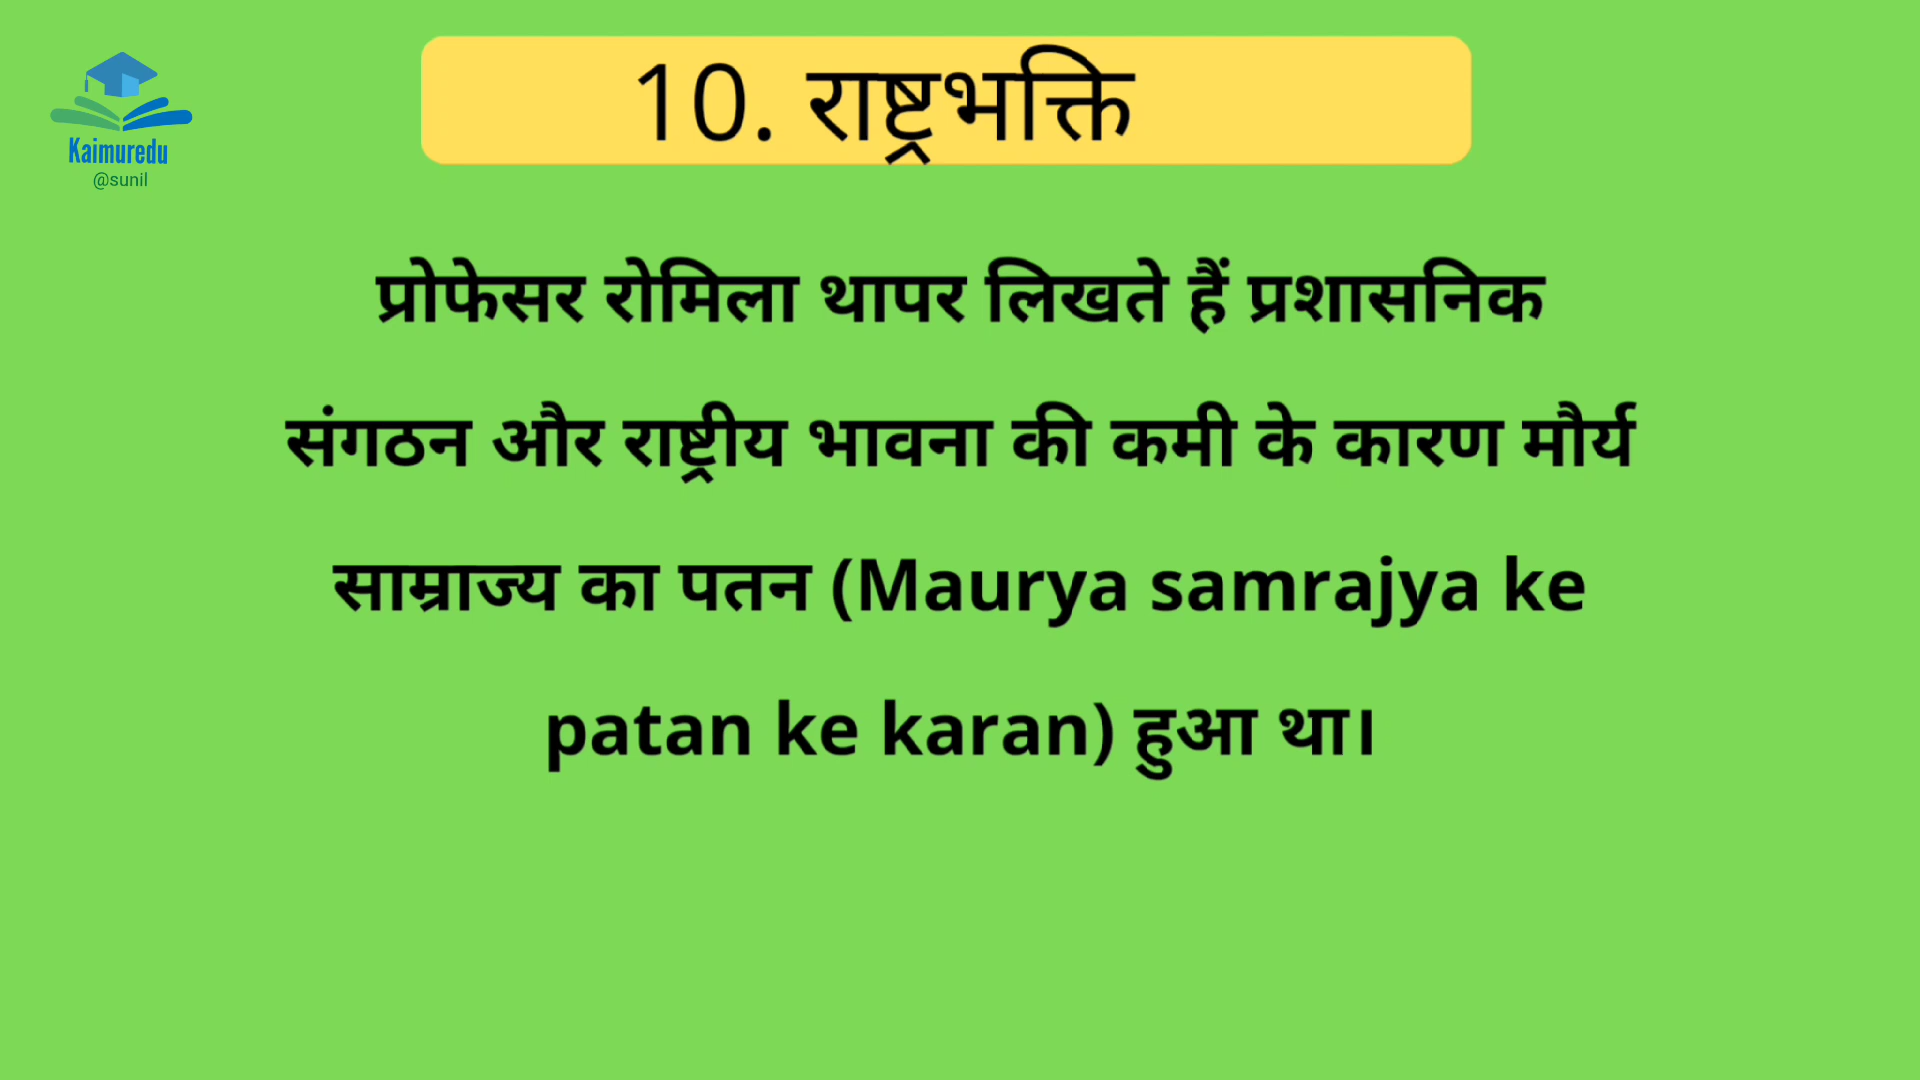 Kaimuredu
@sunil
10. राष्ट्रभक्ति
प्रोफेसर रोमिला थापर लिखते हैं प्रशासनिक
संगठन और राष्ट्रीय भावना की कमी के कारण मौर्य
साम्राज्य का पतन (Maurya samrajya ke
patan ke karan) हुआ था।